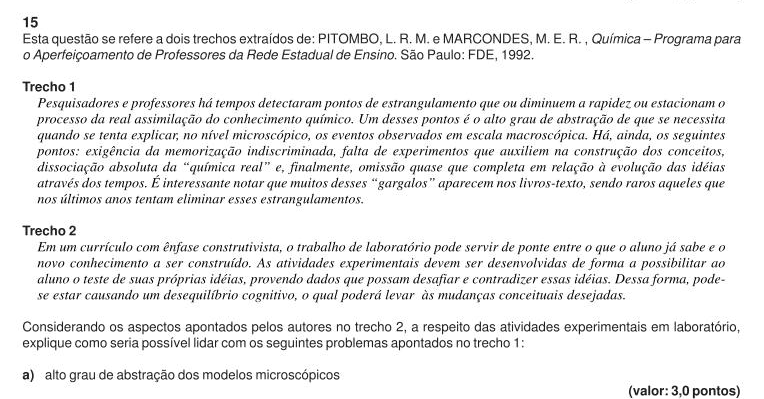 15
Esta questão se refere a dois trechos extraídos de: PITOMBO, L. R. M. e MARCONDES, M. E. R. , Química – Programa para
o Aperfeiçoamento de Professores da Rede Estadual de Ensino. São Paulo: FDE, 1992.
Trecho 1
Pesquisadores e professores há tempos detectaram pontos de estrangulamento que ou diminuem a rapidez ou estacionam o
processo da real assimilação do conhecimento químico. Um desses pontos é o alto grau de abstração de que se necessita
quando se tenta explicar, no nível microscópico, os eventos observados em escala macroscópica. Há, ainda, os seguintes
pontos: exigência da memorização indiscriminada, falta de experimentos que auxiliem na construção dos conceitos,
dissociação absoluta da “química real” e, finalmente, omissão quase que completa em relação à evolução das idéias
através dos tempos. É interessante notar que muitos desses “gargalos” aparecem nos livros-texto, sendo raros aqueles que
nos últimos anos tentam eliminar esses estrangulamentos.
Trecho 2
Em um currículo com ênfase construtivista, o trabalho de laboratório pode servir de ponte entre o que o aluno já sabe e o
novo conhecimento a ser construído. As atividades experimentais devem ser desenvolvidas de forma a possibilitar ao
aluno o teste de suas próprias idéias, provendo dados que possam desafiar e contradizer essas idéias. Dessa forma, pode-
se estar causando um desequilíbrio cognitivo, o qual poderá levar às mudanças conceituais desejadas.
Considerando os aspectos apontados pelos autores no trecho 2, a respeito das atividades experimentais em laboratório,
explique como seria possível lidar com os seguintes problemas apontados no trecho 1:
a) alto grau de abstração dos modelos microscópicos
(valor: 3,0 pontos)